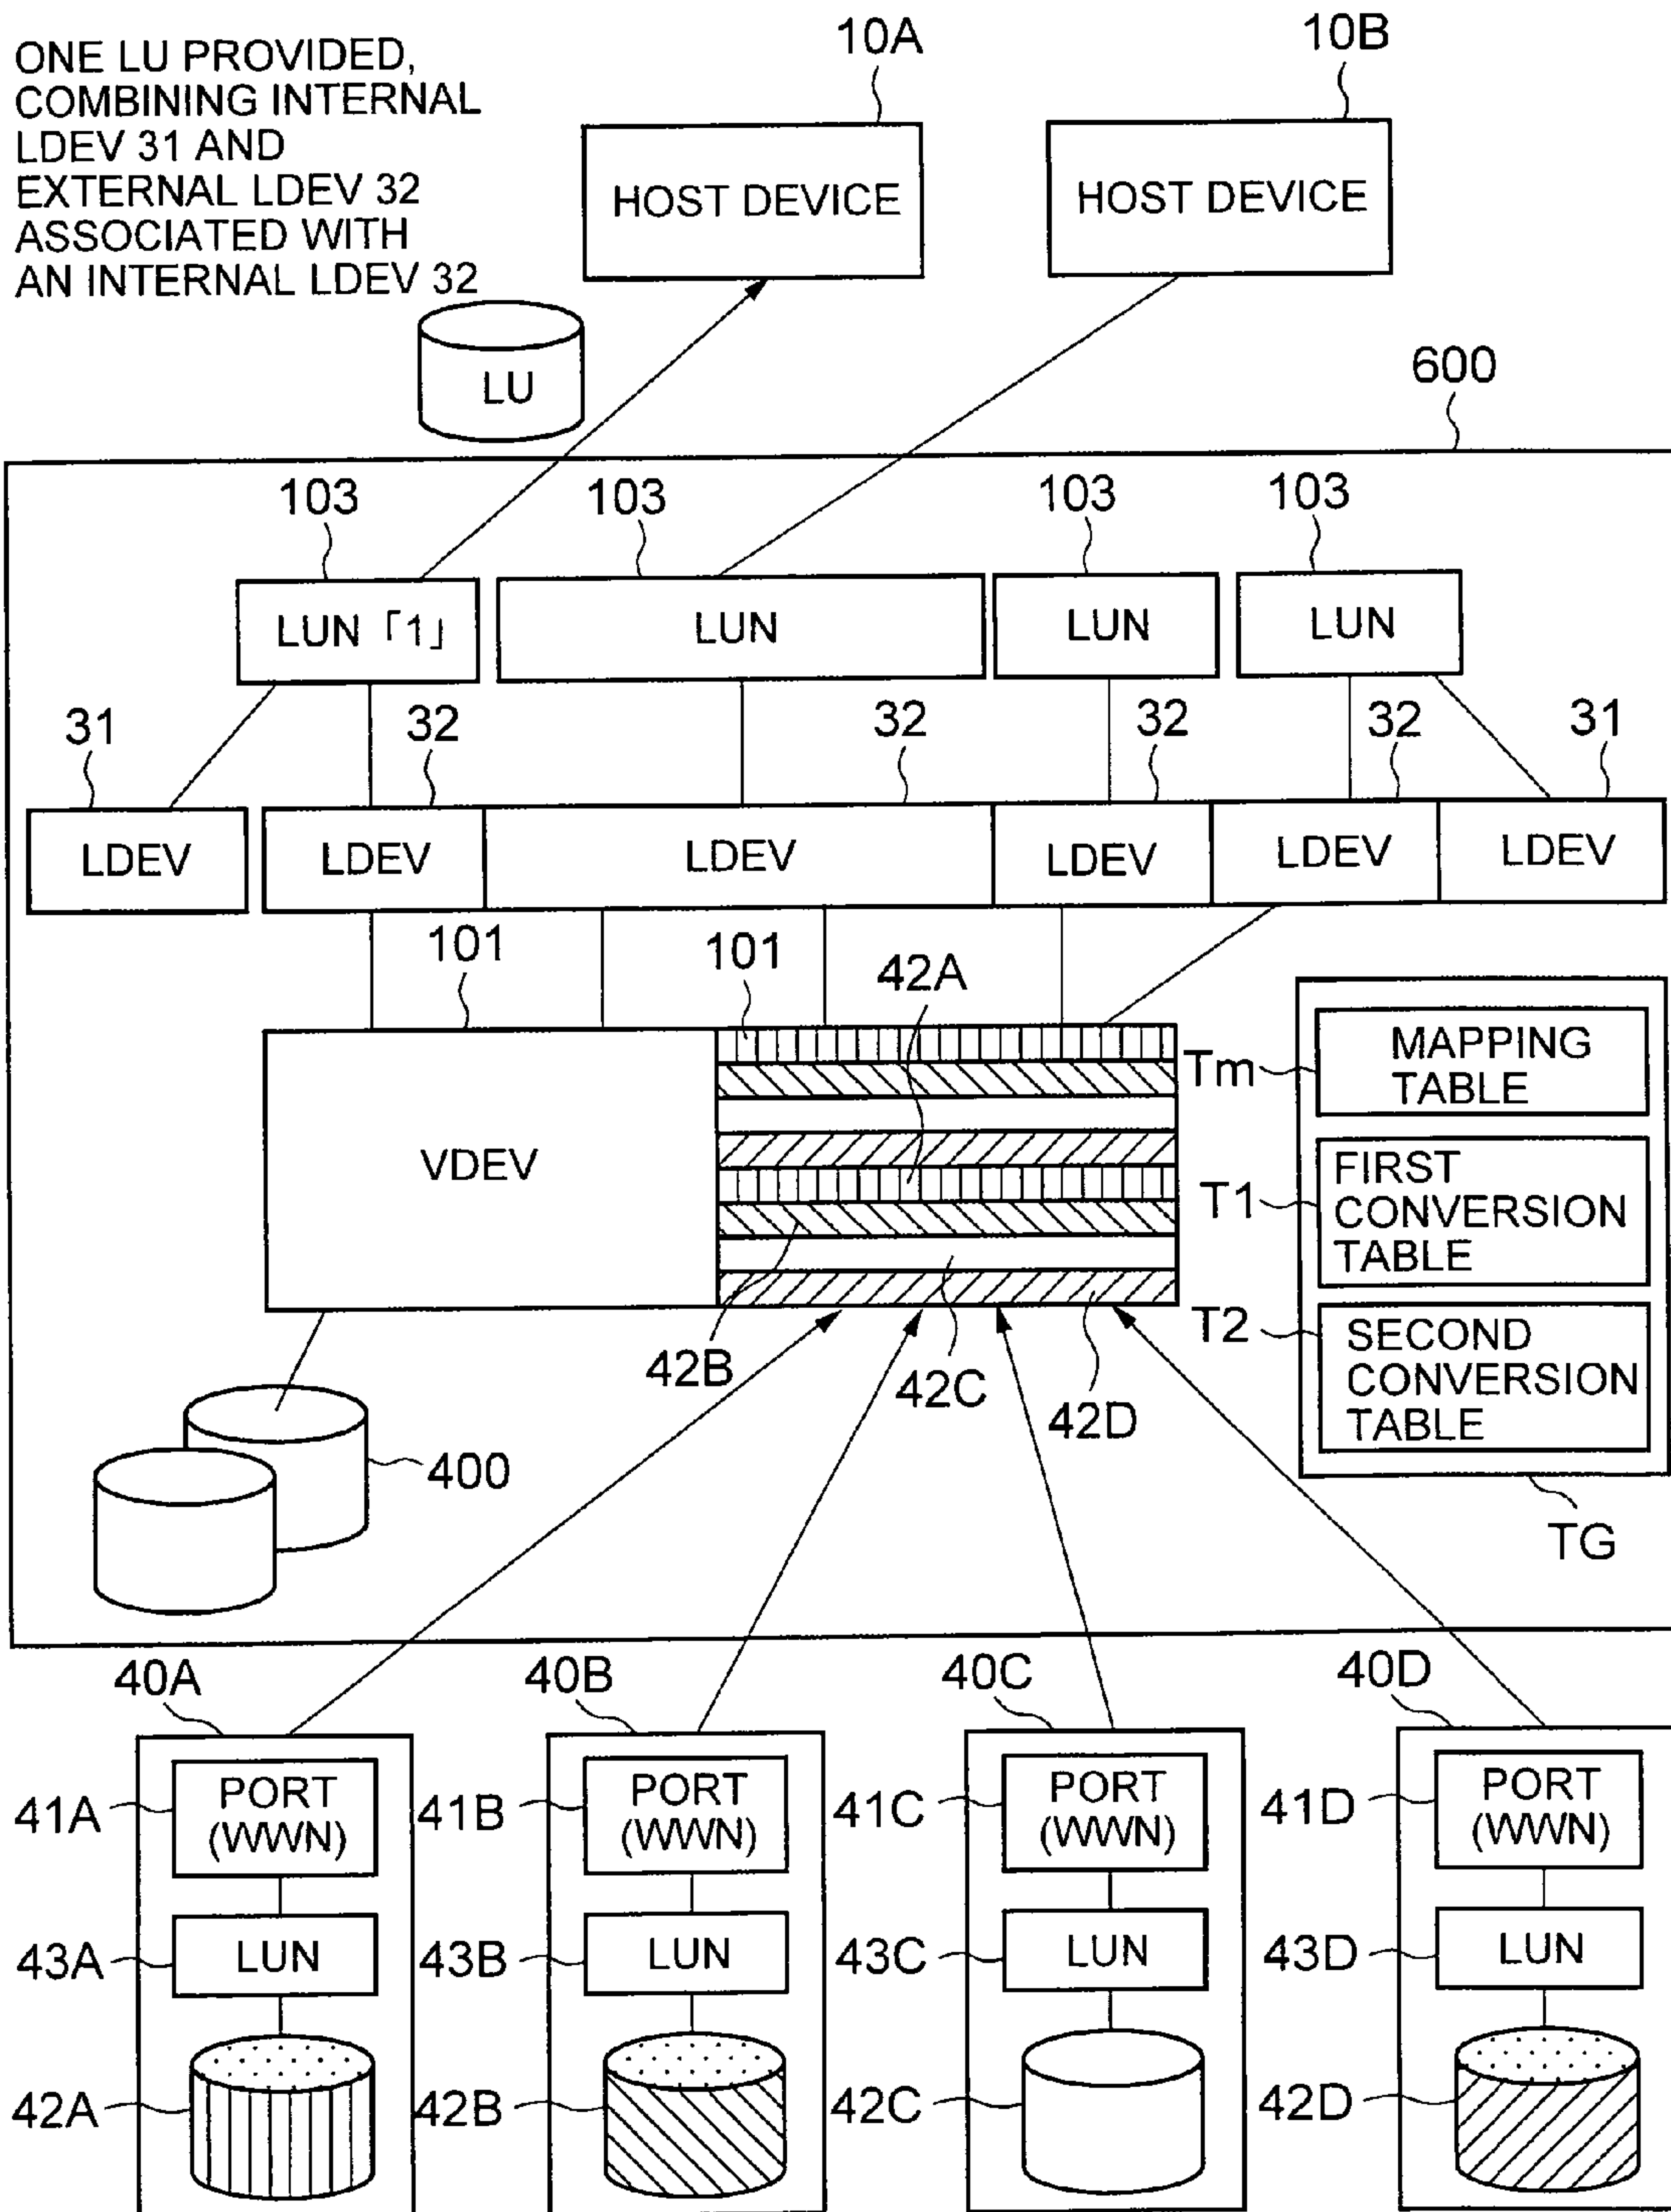 ONE LU PROVIDED,
COMBINING INTERNAL
LDEV 31 AND
EXTERNAL LDEV 32
ASSOCIATED WITH
AN INTERNAL LDEV 32
10A
10B
HOST DEVICE
HOST DEVICE
LU
600
103
103
103
103
LUN「1」
LUN
LUN
LUN
31
32
32
32
32
31
LDEV
LDEV
LDEV
LDEV
LDEV
LDEV
101
101
42A
VDEV
Tm
MAPPING
TABLE
T1
FIRST
CONVERSION
TABLE
T2
SECOND
CONVERSION
TABLE
42B
42C
42D
400
TG
40A
40B
40C
40D
41A
PORT
(WWN)
41B
PORT
(WWN)
41C
PORT
(WWN)
41D
PORT
(WWN)
43A
LUN
43B
LUN
43C
LUN
43D
LUN
42A
42B
42C
42D